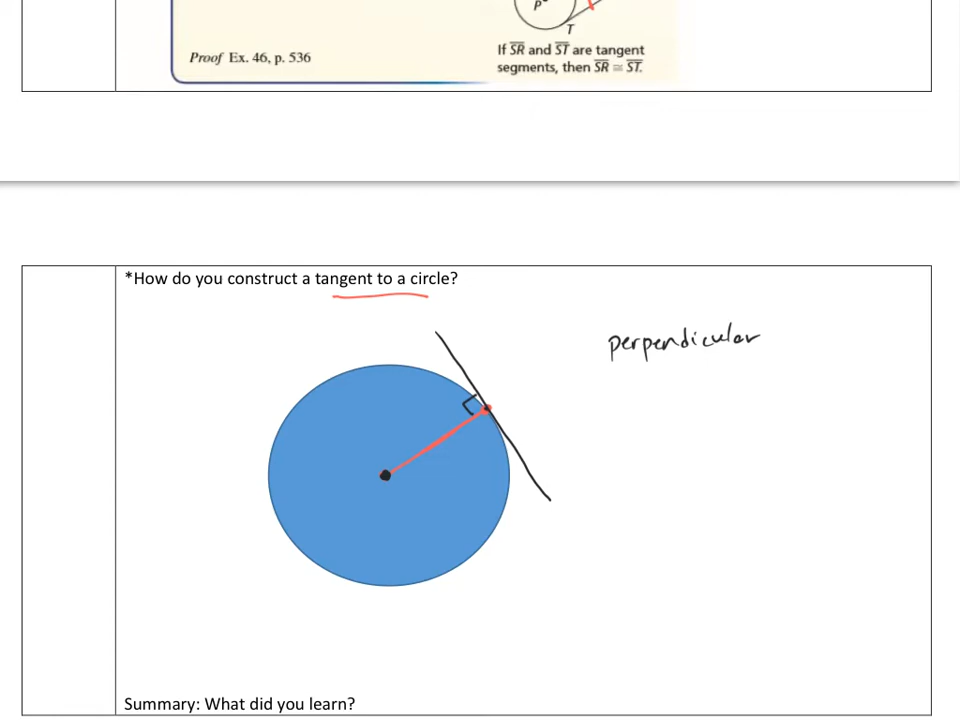 P
T
Proof Ex. 46, p. 536
If SR and ST are tangent
segments, then SR ≅ ST.
*How do you construct a tangent to a circle?
perpendicular
Summary: What did you learn?